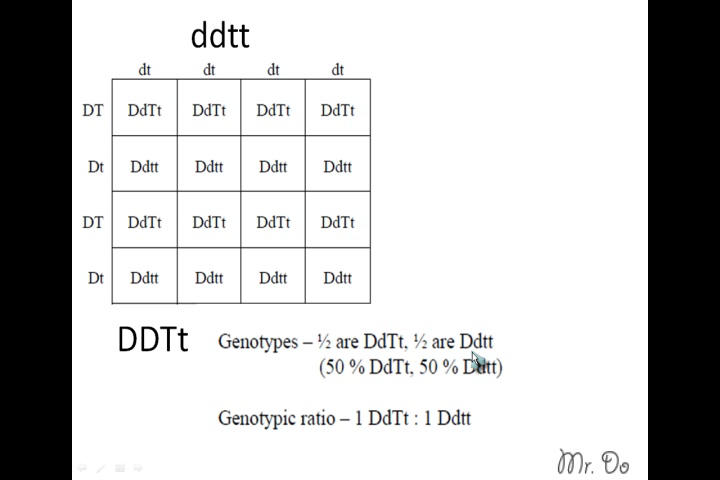 ddtt
dt dt dt dt
DT DdTt DdTt DdTt DdTt
Dt Ddtt Ddtt Ddtt Ddtt
DT DdTt DdTt DdTt DdTt
Dt Ddtt Ddtt Ddtt Ddtt
DDTt
Genotypes – ½ are DdTt, ½ are Ddtt
(50 % DdTt, 50 % Ddtt)
Genotypic ratio – 1 DdTt : 1 Ddtt
Mr. Do